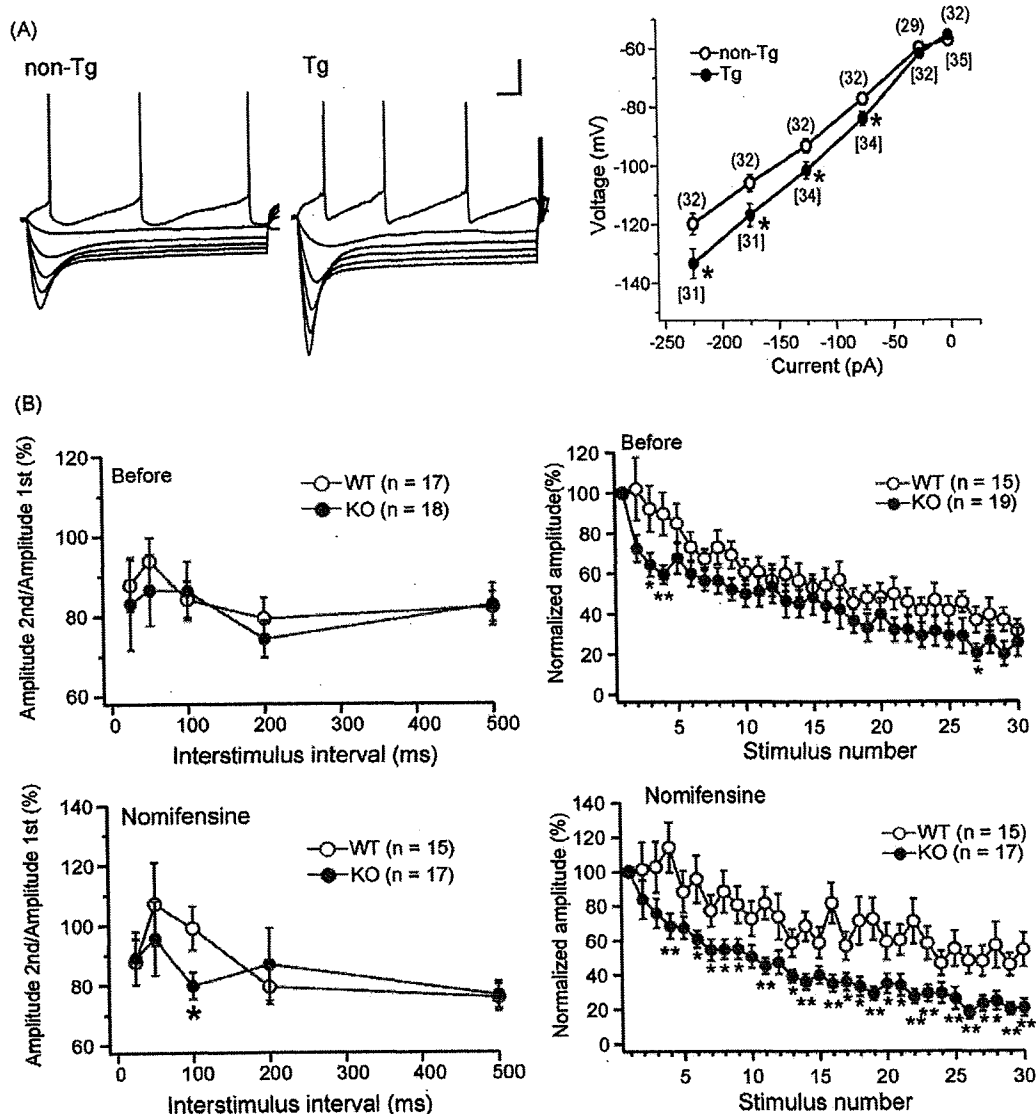 (A)
non-Tg
Tg
Voltage (mV)
-60
-80
-100
-120
-140
non-Tg
Tg
(32)
(32)
(32)
(32)
(29)
(32)
[31]
*
[31]
*
[34]
*
[34]
*
[32]
[35]
-250 -200 -150 -100 -50 0
Current (pA)
(B)
Amplitude 2nd/Amplitude 1st (%)
120
100
80
60
Before
WT (n = 17)
KO (n = 18)
0 100 200 300 400 500
Interstimulus interval (ms)
Normalized amplitude(%)
120
100
80
60
40
20
0
Before
WT (n = 15)
KO (n = 19)
* ** *
5 10 15 20 25 30
Stimulus number
Amplitude 2nd/Amplitude 1st (%)
140
120
100
80
60
Nomifensine
WT (n = 15)
KO (n = 17)
*
0 100 200 300 400 500
Interstimulus interval (ms)
Normalized amplitude (%)
140
120
100
80
60
40
20
0
Nomifensine
WT (n = 15)
KO (n = 17)
5 10 15 20 25 30
Stimulus number